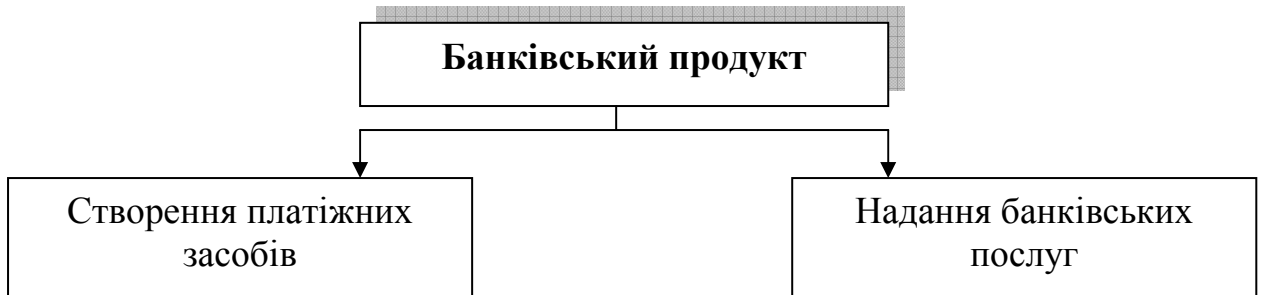 Банківський продукт
Створення платіжних
засобів
Надання банківських
послуг